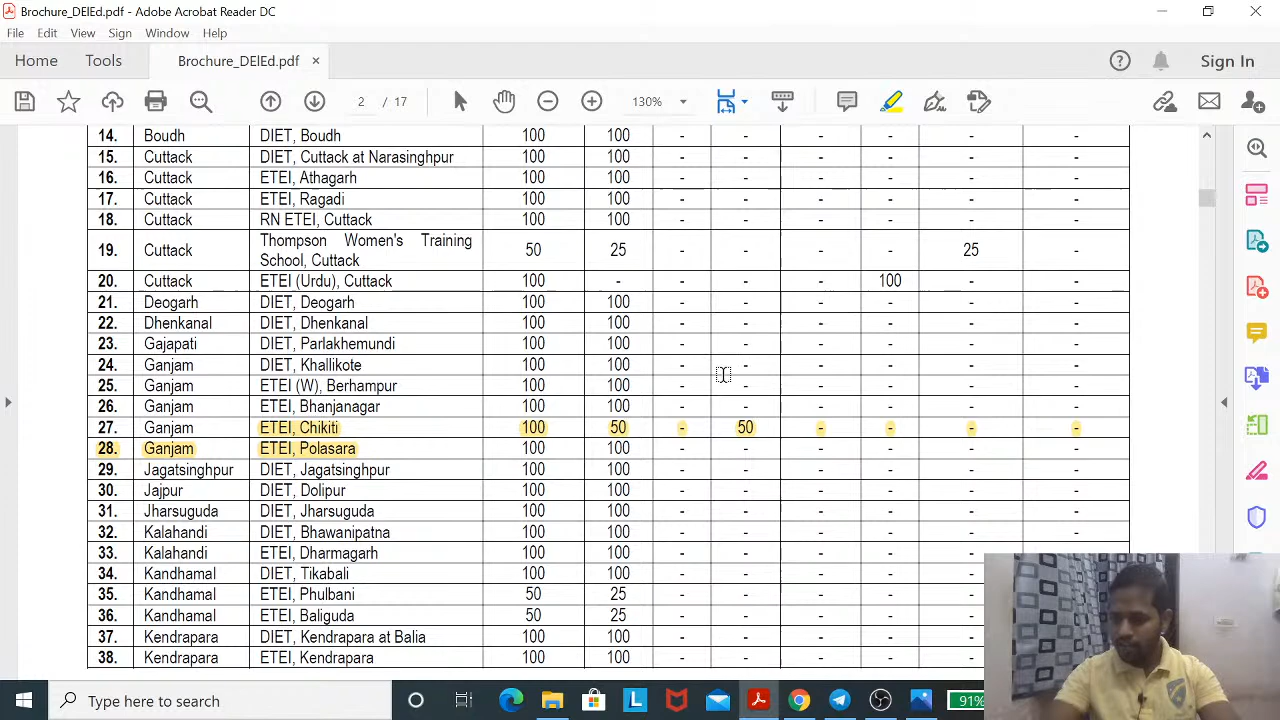 Brochure_DElEd.pdf - Adobe Acrobat Reader DC
File Edit View Sign Window Help
Home Tools Brochure_DElEd.pdf × Sign In
2 / 17 130%
14. Boudh DIET, Boudh 100 100 - - - - - -
15. Cuttack DIET, Cuttack at Narasinghpur 100 100 - - - - - -
16. Cuttack ETEI, Athagarh 100 100 - - - - - -
17. Cuttack ETEI, Ragadi 100 100 - - - - - -
18. Cuttack RN ETEI, Cuttack 100 100 - - - - - -
19. Cuttack Thompson Women's Training
School, Cuttack 50 25 - - - - 25 -
20. Cuttack ETEI (Urdu), Cuttack 100 - - - - 100 - -
21. Deogarh DIET, Deogarh 100 100 - - - - - -
22. Dhenkanal DIET, Dhenkanal 100 100 - - - - - -
23. Gajapati DIET, Parlakhemundi 100 100 - - - - - -
24. Ganjam DIET, Khallikote 100 100 - - - - - -
25. Ganjam ETEI (W), Berhampur 100 100 - - - - - -
26. Ganjam ETEI, Bhanjanagar 100 100 - - - - - -
27. Ganjam ETEI, Chikiti 100 50 - 50 - - - -
28. Ganjam ETEI, Polasara 100 100 - - - - - -
29. Jagatsinghpur DIET, Jagatsinghpur 100 100 - - - - - -
30. Jajpur DIET, Dolipur 100 100 - - - - - -
31. Jharsuguda DIET, Jharsuguda 100 100 - - - - - -
32. Kalahandi DIET, Bhawanipatna 100 100 - - - - - -
33. Kalahandi ETEI, Dharmagarh 100 100 - - - - - -
34. Kandhamal DIET, Tikabali 100 100 - - - - -
35. Kandhamal ETEI, Phulbani 50 25 - - - - -
36. Kandhamal ETEI, Baliguda 50 25 - - - - -
37. Kendrapara DIET, Kendrapara at Balia 100 100 - - - - -
38. Kendrapara ETEI, Kendrapara 100 100 - - - - -
Type here to search 91%